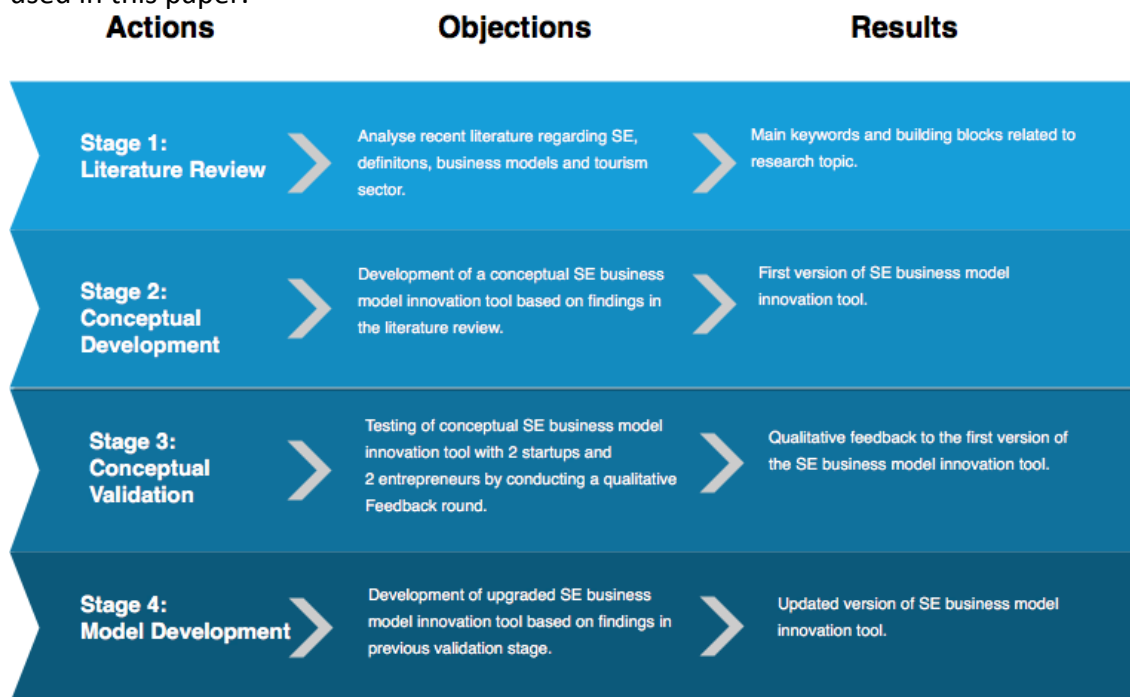 used in this paper.
Actions
Objections
Results
Stage 1:
Literature Review
Analyse recent literature regarding SE,
definitons, business models and tourism
sector.
Main keywords and building blocks related to
research topic.
Stage 2:
Conceptual
Development
Development of a conceptual SE business
model innovation tool based on findings in
the literature review.
First version of SE business model
innovation tool.
Stage 3:
Conceptual
Validation
Testing of conceptual SE business model
innovation tool with 2 startups and
2 entrepreneurs by conducting a qualitative
Feedback round.
Qualitative feedback to the first version of
the SE business model innovation tool.
Stage 4:
Model Development
Development of upgraded SE business
model innovation tool based on findings in
previous validation stage.
Updated version of SE business model
innovation tool.